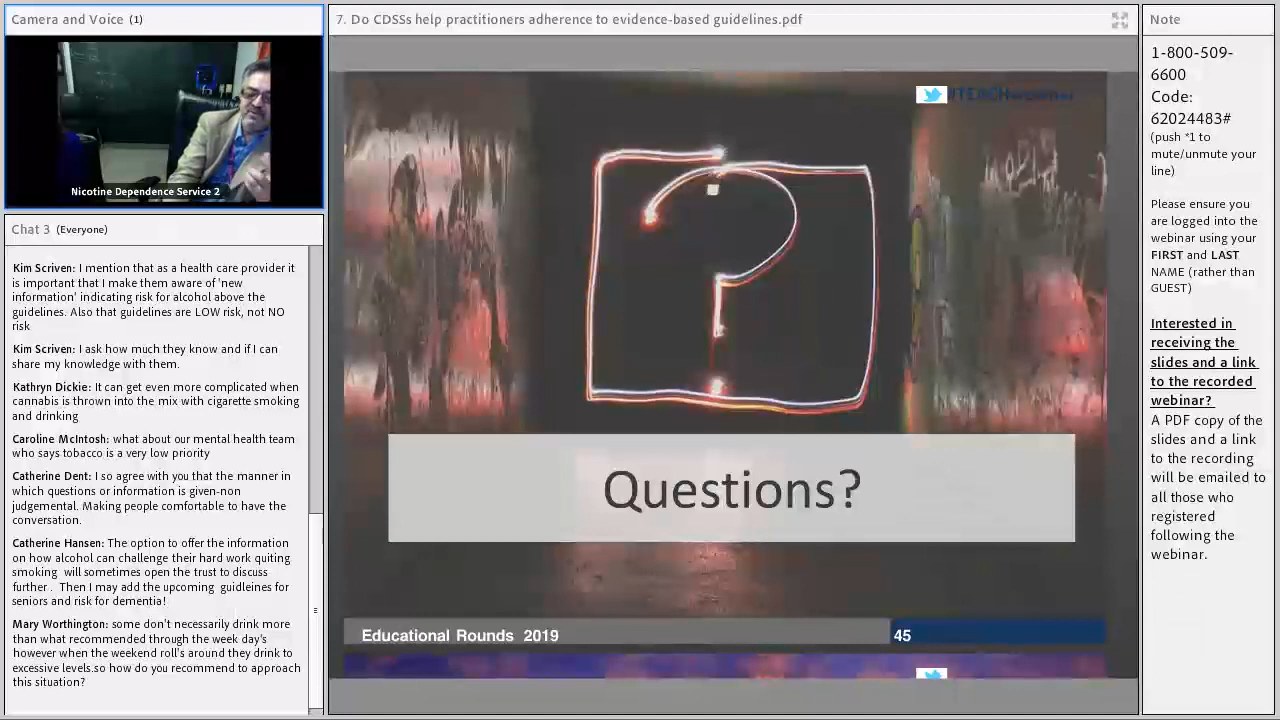 Camera and Voice (1)
Nicotine Dependence Service 2
Chat 3 (Everyone)
Kim Scriven: I mention that as a health care provider it
is important that I make them aware of 'new
information' indicating risk for alcohol above the
guidelines. Also that guidelines are LOW risk, not NO
risk
Kim Scriven: I ask how much they know and if I can
share my knowledge with them.
Kathryn Dickie: It can get even more complicated when
cannabis is thrown into the mix with cigarette smoking
and drinking
Caroline McIntosh: what about our mental health team
who says tobacco is a very low priority
Catherine Dent: I so agree with you that the manner in
which questions or information is given-non
judgemental. Making people comfortable to have the
conversation.
Catherine Hansen: The option to offer the information
on how alcohol can challenge their hard work quiting
smoking will sometimes open the trust to discuss
further . Then I may add the upcoming guidleines for
seniors and risk for dementia!
Mary Worthington: some don't necessarily drink more
than what recommended through the week day's
however when the weekend roll's around they drink to
excessive levels.so how do you recommend to approach
this situation?
7. Do CDSSs help practitioners adherence to evidence-based guidelines.pdf
?
Questions?
Educational Rounds 2019
45
Note
1-800-509-
6600
Code:
62024483#
(push *1 to
mute/unmute your
line)
Please ensure you
are logged into the
webinar using your
FIRST and LAST
NAME (rather than
GUEST)
Interested in
receiving the
slides and a link
to the recorded
webinar?
A PDF copy of the
slides and a link
to the recording
will be emailed to
all those who
registered
following the
webinar.